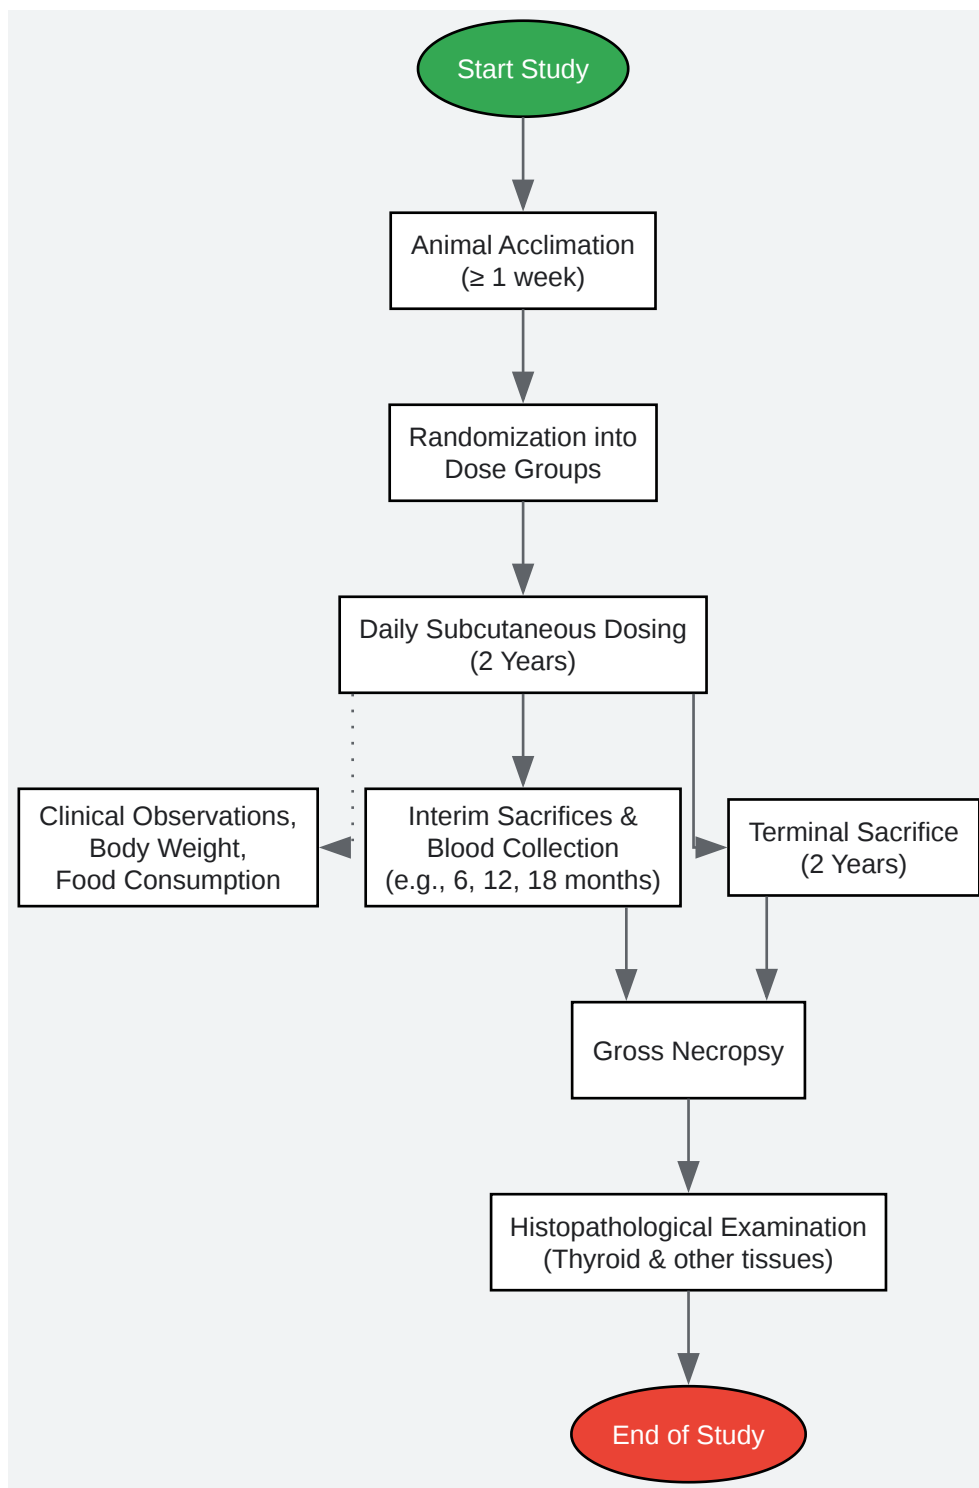 Start Study
Animal Acclimation
(≥ 1 week)
Randomization into
Dose Groups
Daily Subcutaneous Dosing
(2 Years)
Clinical Observations,
Body Weight,
Food Consumption
Interim Sacrifices &
Blood Collection
(e.g., 6, 12, 18 months)
Terminal Sacrifice
(2 Years)
Gross Necropsy
Histopathological Examination
(Thyroid & other tissues)
End of Study